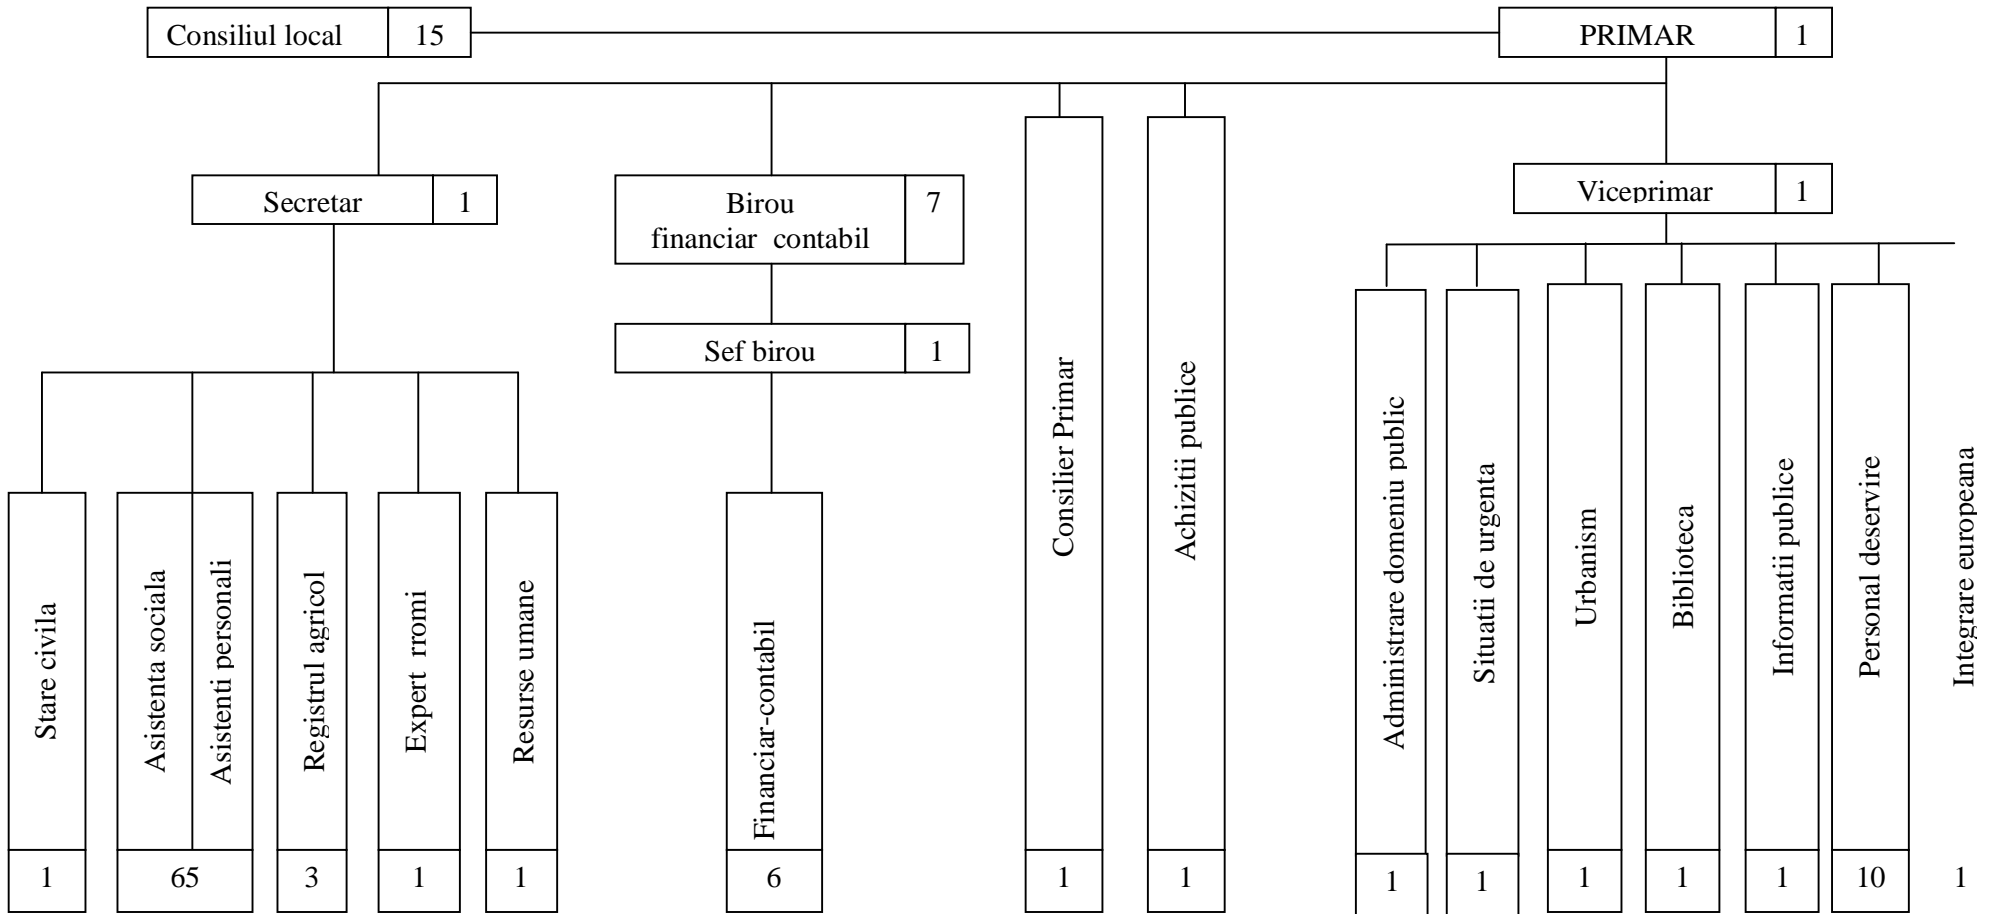 Consiliul local 15
PRIMAR 1
Secretar 1
Birou 7
financiar contabil
Viceprimar 1
Sef birou 1
Stare civila
Asistenta sociala
Asistenti personali
Registrul agricol
Expert rromi
Resurse umane
Financiar-contabil
Consilier Primar
Achizitii publice
Administrare domeniu public
Situatii de urgenta
Urbanism
Biblioteca
Informatii publice
Personal deservire
Integrare europeana
1 65 3 1 1 6 1 1 1 1 1 1 1 10 1